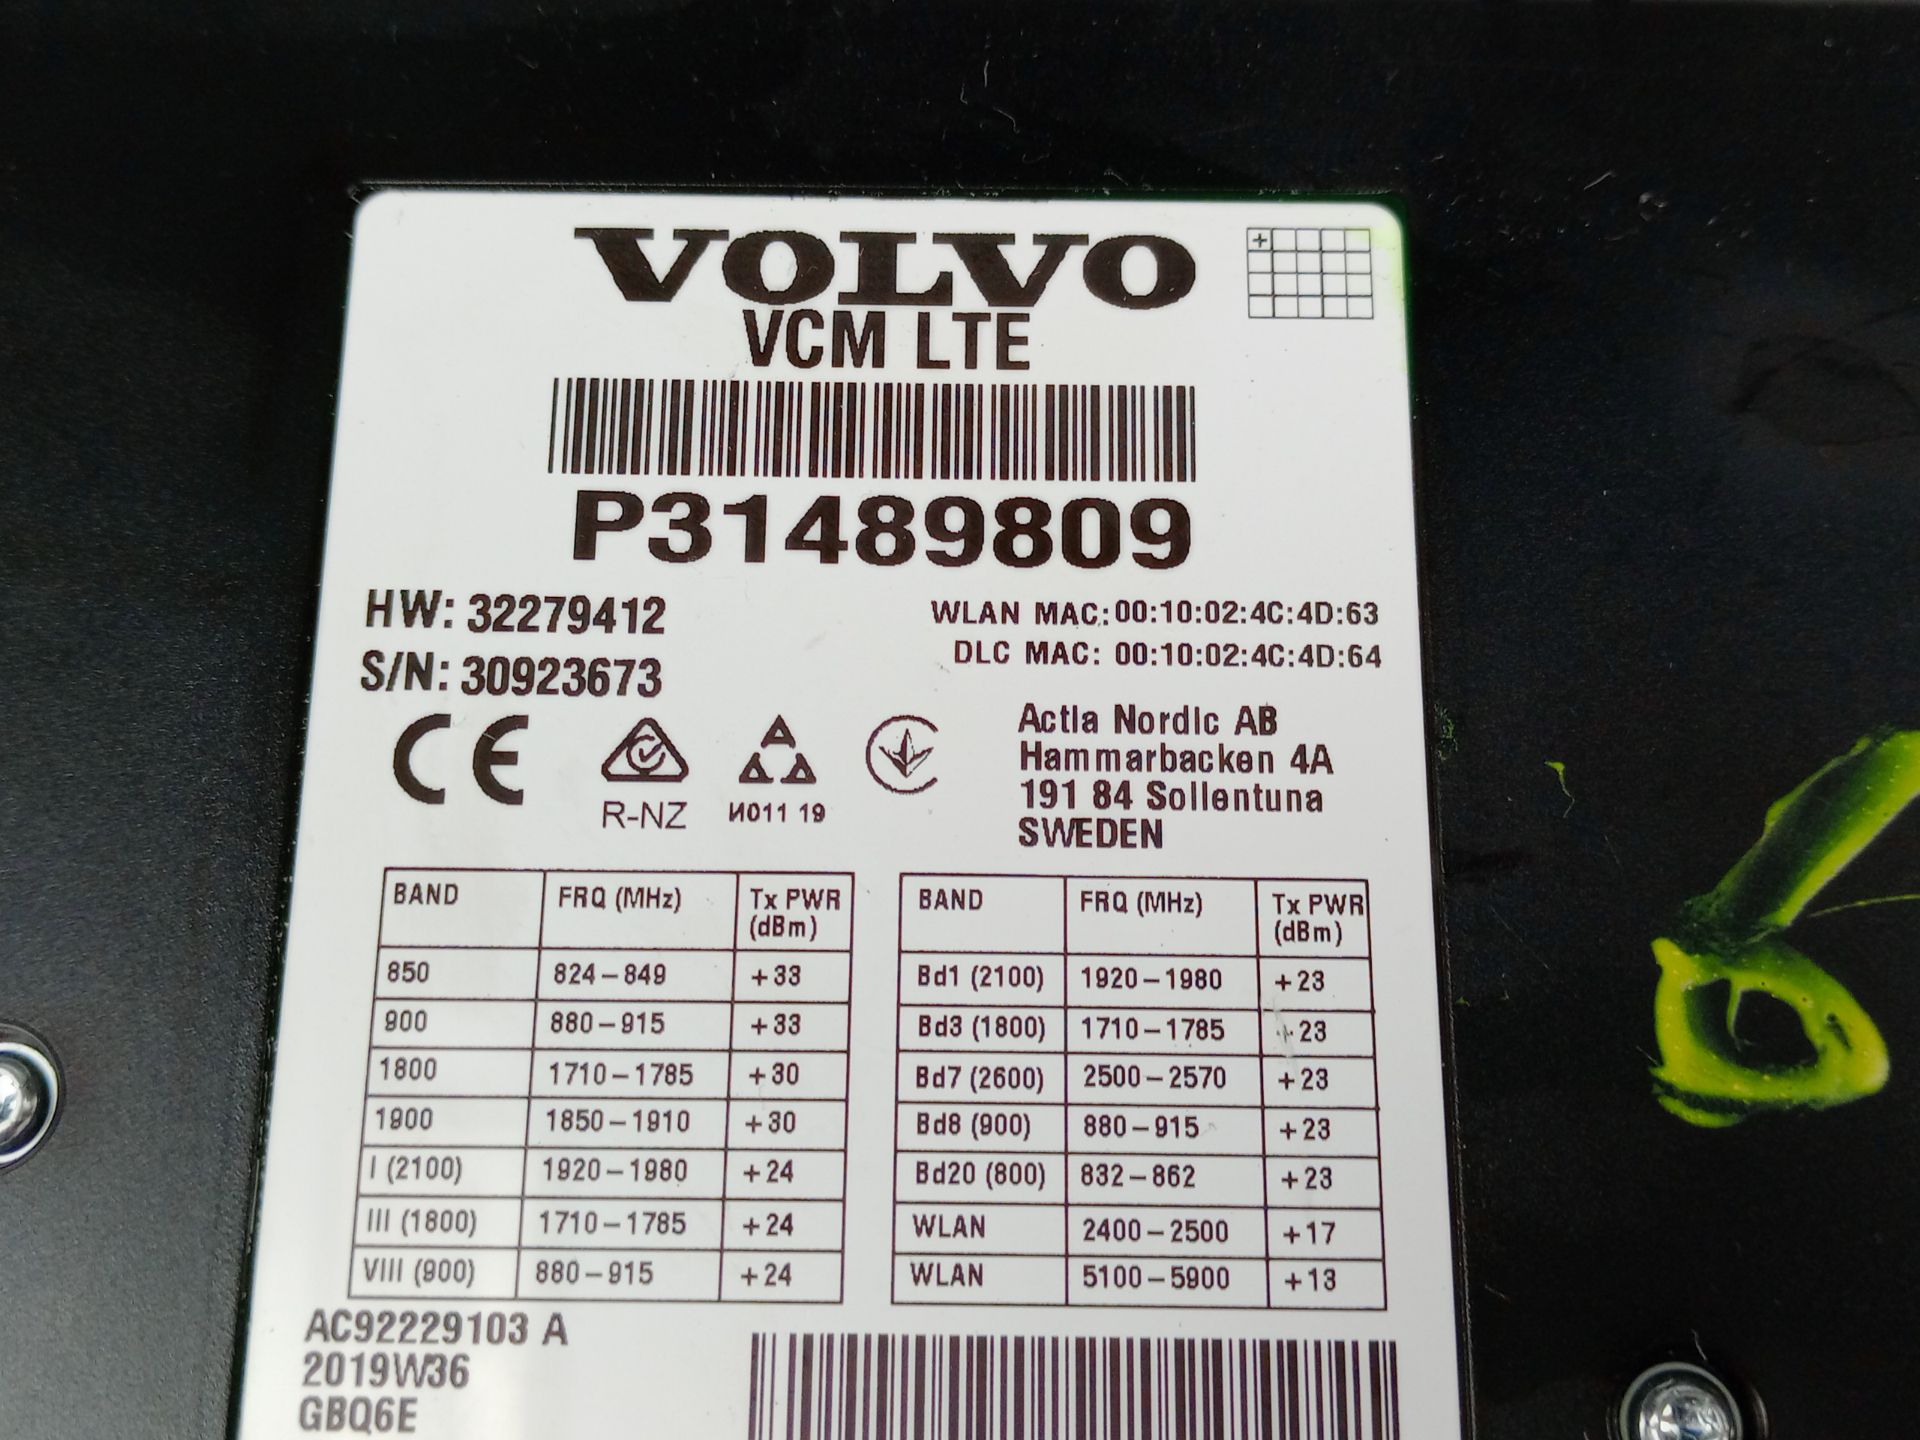 VOLVO
VCM LTE
P31489809
HW: 32279412
S/N: 30923673
WLAN MAC:00:10:02:4C:4D:63
DLC MAC: 00:10:02:4C:4D:64
CE
R-NZ
A
И011 19
Actia Nordic AB
Hammarbacken 4A
191 84 Sollentuna
SWEDEN
BAND FRQ (MHz) Tx PWR (dBm)
850 824-849 +33
900 880-915 +33
1800 1710-1785 +30
1900 1850-1910 +30
I (2100) 1920-1980 +24
III (1800) 1710-1785 +24
VIII (900) 880-915 +24
BAND FRQ (MHz) Tx PWR (dBm)
Bd1 (2100) 1920-1980 +23
Bd3 (1800) 1710-1785 +23
Bd7 (2600) 2500-2570 +23
Bd8 (900) 880-915 +23
Bd20 (800) 832-862 +23
WLAN 2400-2500 +17
WLAN 5100-5900 +13
AC92229103 A
2019W36
GBQ6E